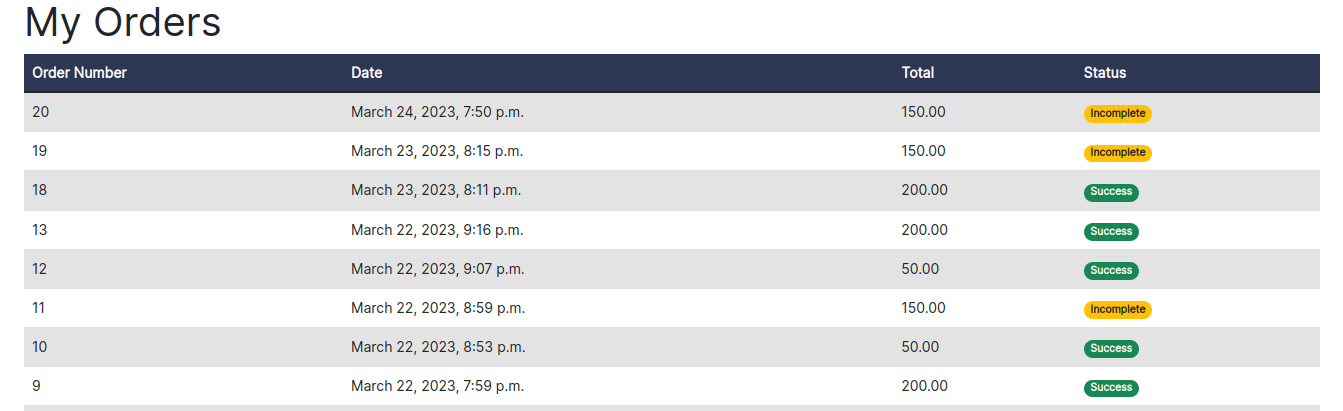 My Orders
Order Number Date Total Status
20 March 24, 2023, 7:50 p.m. 150.00 Incomplete
19 March 23, 2023, 8:15 p.m. 150.00 Incomplete
18 March 23, 2023, 8:11 p.m. 200.00 Success
13 March 22, 2023, 9:16 p.m. 200.00 Success
12 March 22, 2023, 9:07 p.m. 50.00 Success
11 March 22, 2023, 8:59 p.m. 150.00 Incomplete
10 March 22, 2023, 8:53 p.m. 50.00 Success
9 March 22, 2023, 7:59 p.m. 200.00 Success